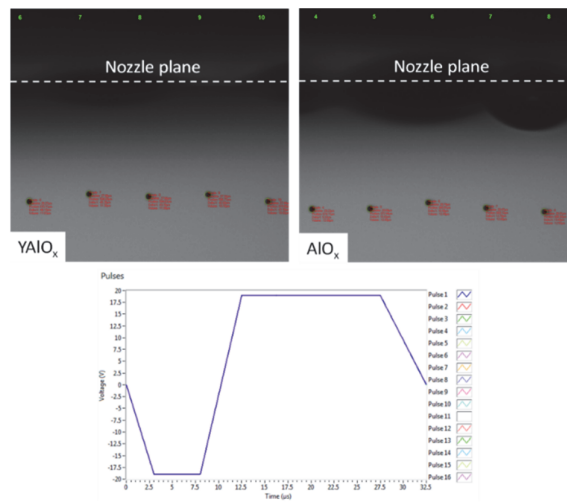 6 7 8 9 10
Nozzle plane
YAlOₓ
4 5 6 7 8
Nozzle plane
AlOₓ
Pulses
Voltage (V)
20
17.5
15
12.5
10
7.5
5
2.5
0
-2.5
-5
-7.5
-10
-12.5
-15
-17.5
-20
0 2.5 5 7.5 10 12.5 15 17.5 20 22.5 25 27.5 30 32.5
Time (µs)
Pulse 1
Pulse 2
Pulse 3
Pulse 4
Pulse 5
Pulse 6
Pulse 7
Pulse 8
Pulse 9
Pulse 10
Pulse 11
Pulse 12
Pulse 13
Pulse 14
Pulse 15
Pulse 16